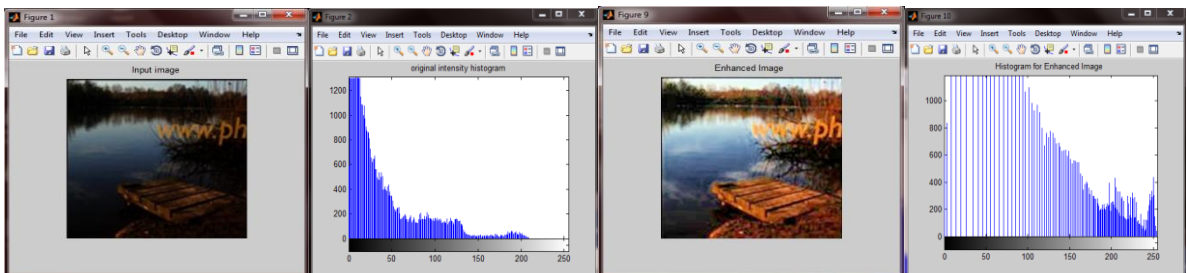 Figure 1
File Edit View Insert Tools Desktop Window Help
Input image
www.ph
Figure 2
File Edit View Insert Tools Desktop Window Help
original intensity histogram
1200
1000
800
600
400
200
0
0 50 100 150 200 250
Figure 9
File Edit View Insert Tools Desktop Window Help
Enhanced Image
www.ph
Figure 10
File Edit View Insert Tools Desktop Window Help
Histogram for Enhanced Image
1000
800
600
400
200
0
0 50 100 150 200 250